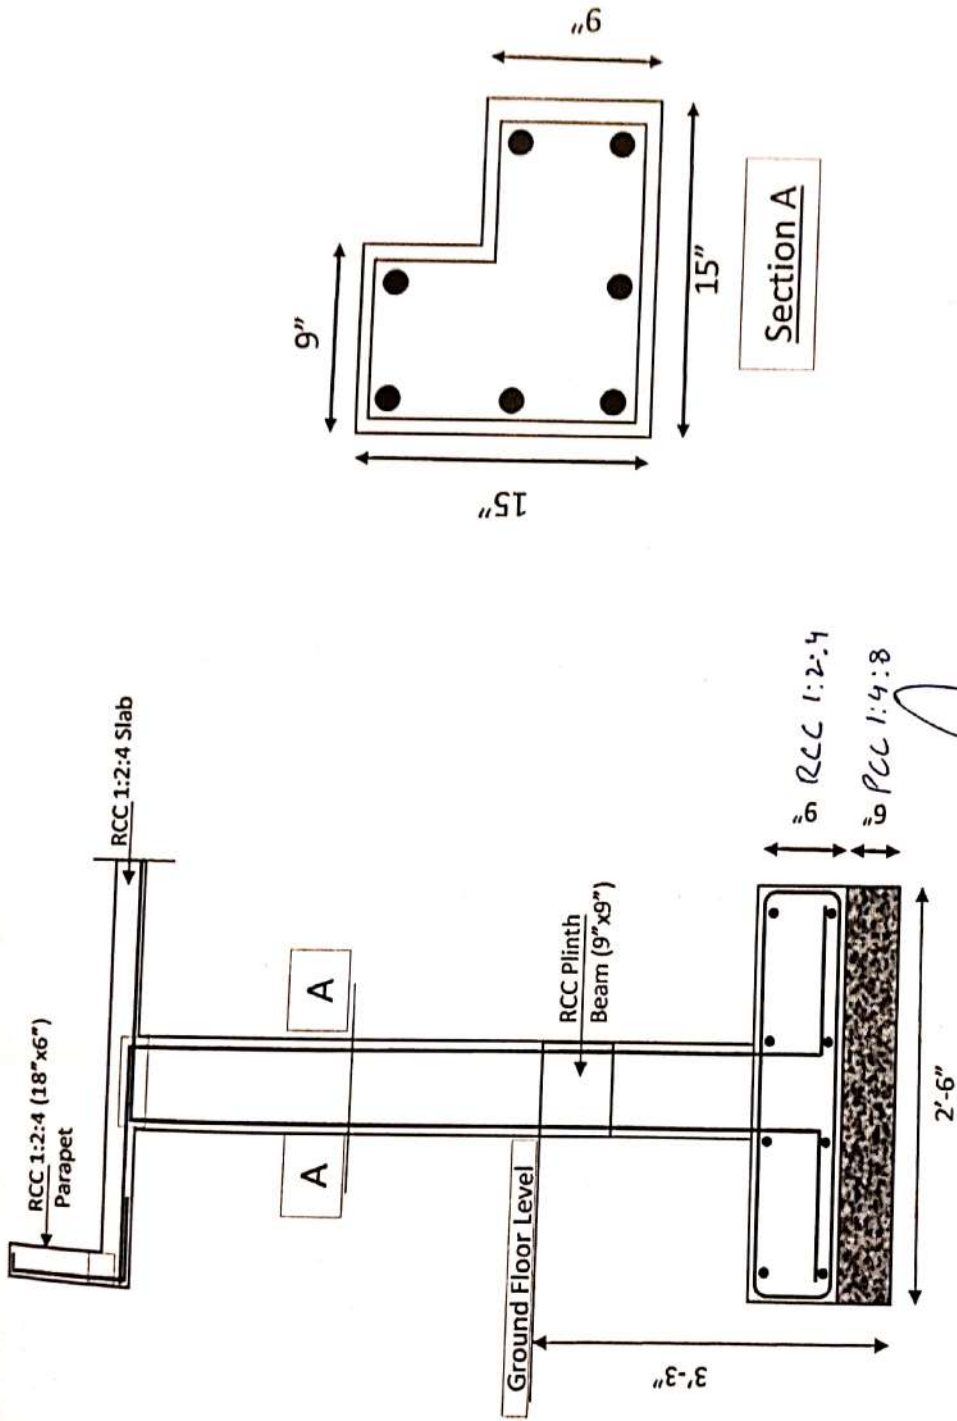 RCC 1:2:4 (18”x6”)
Parapet
RCC 1:2:4 Slab
A
A
Ground Floor Level
RCC Plinth
Beam (9”x9”)
3’-3”
9” RCC 1:2:4
6” PCC 1:4:8
2’-6”
9”
15”
9”
15”
Section A